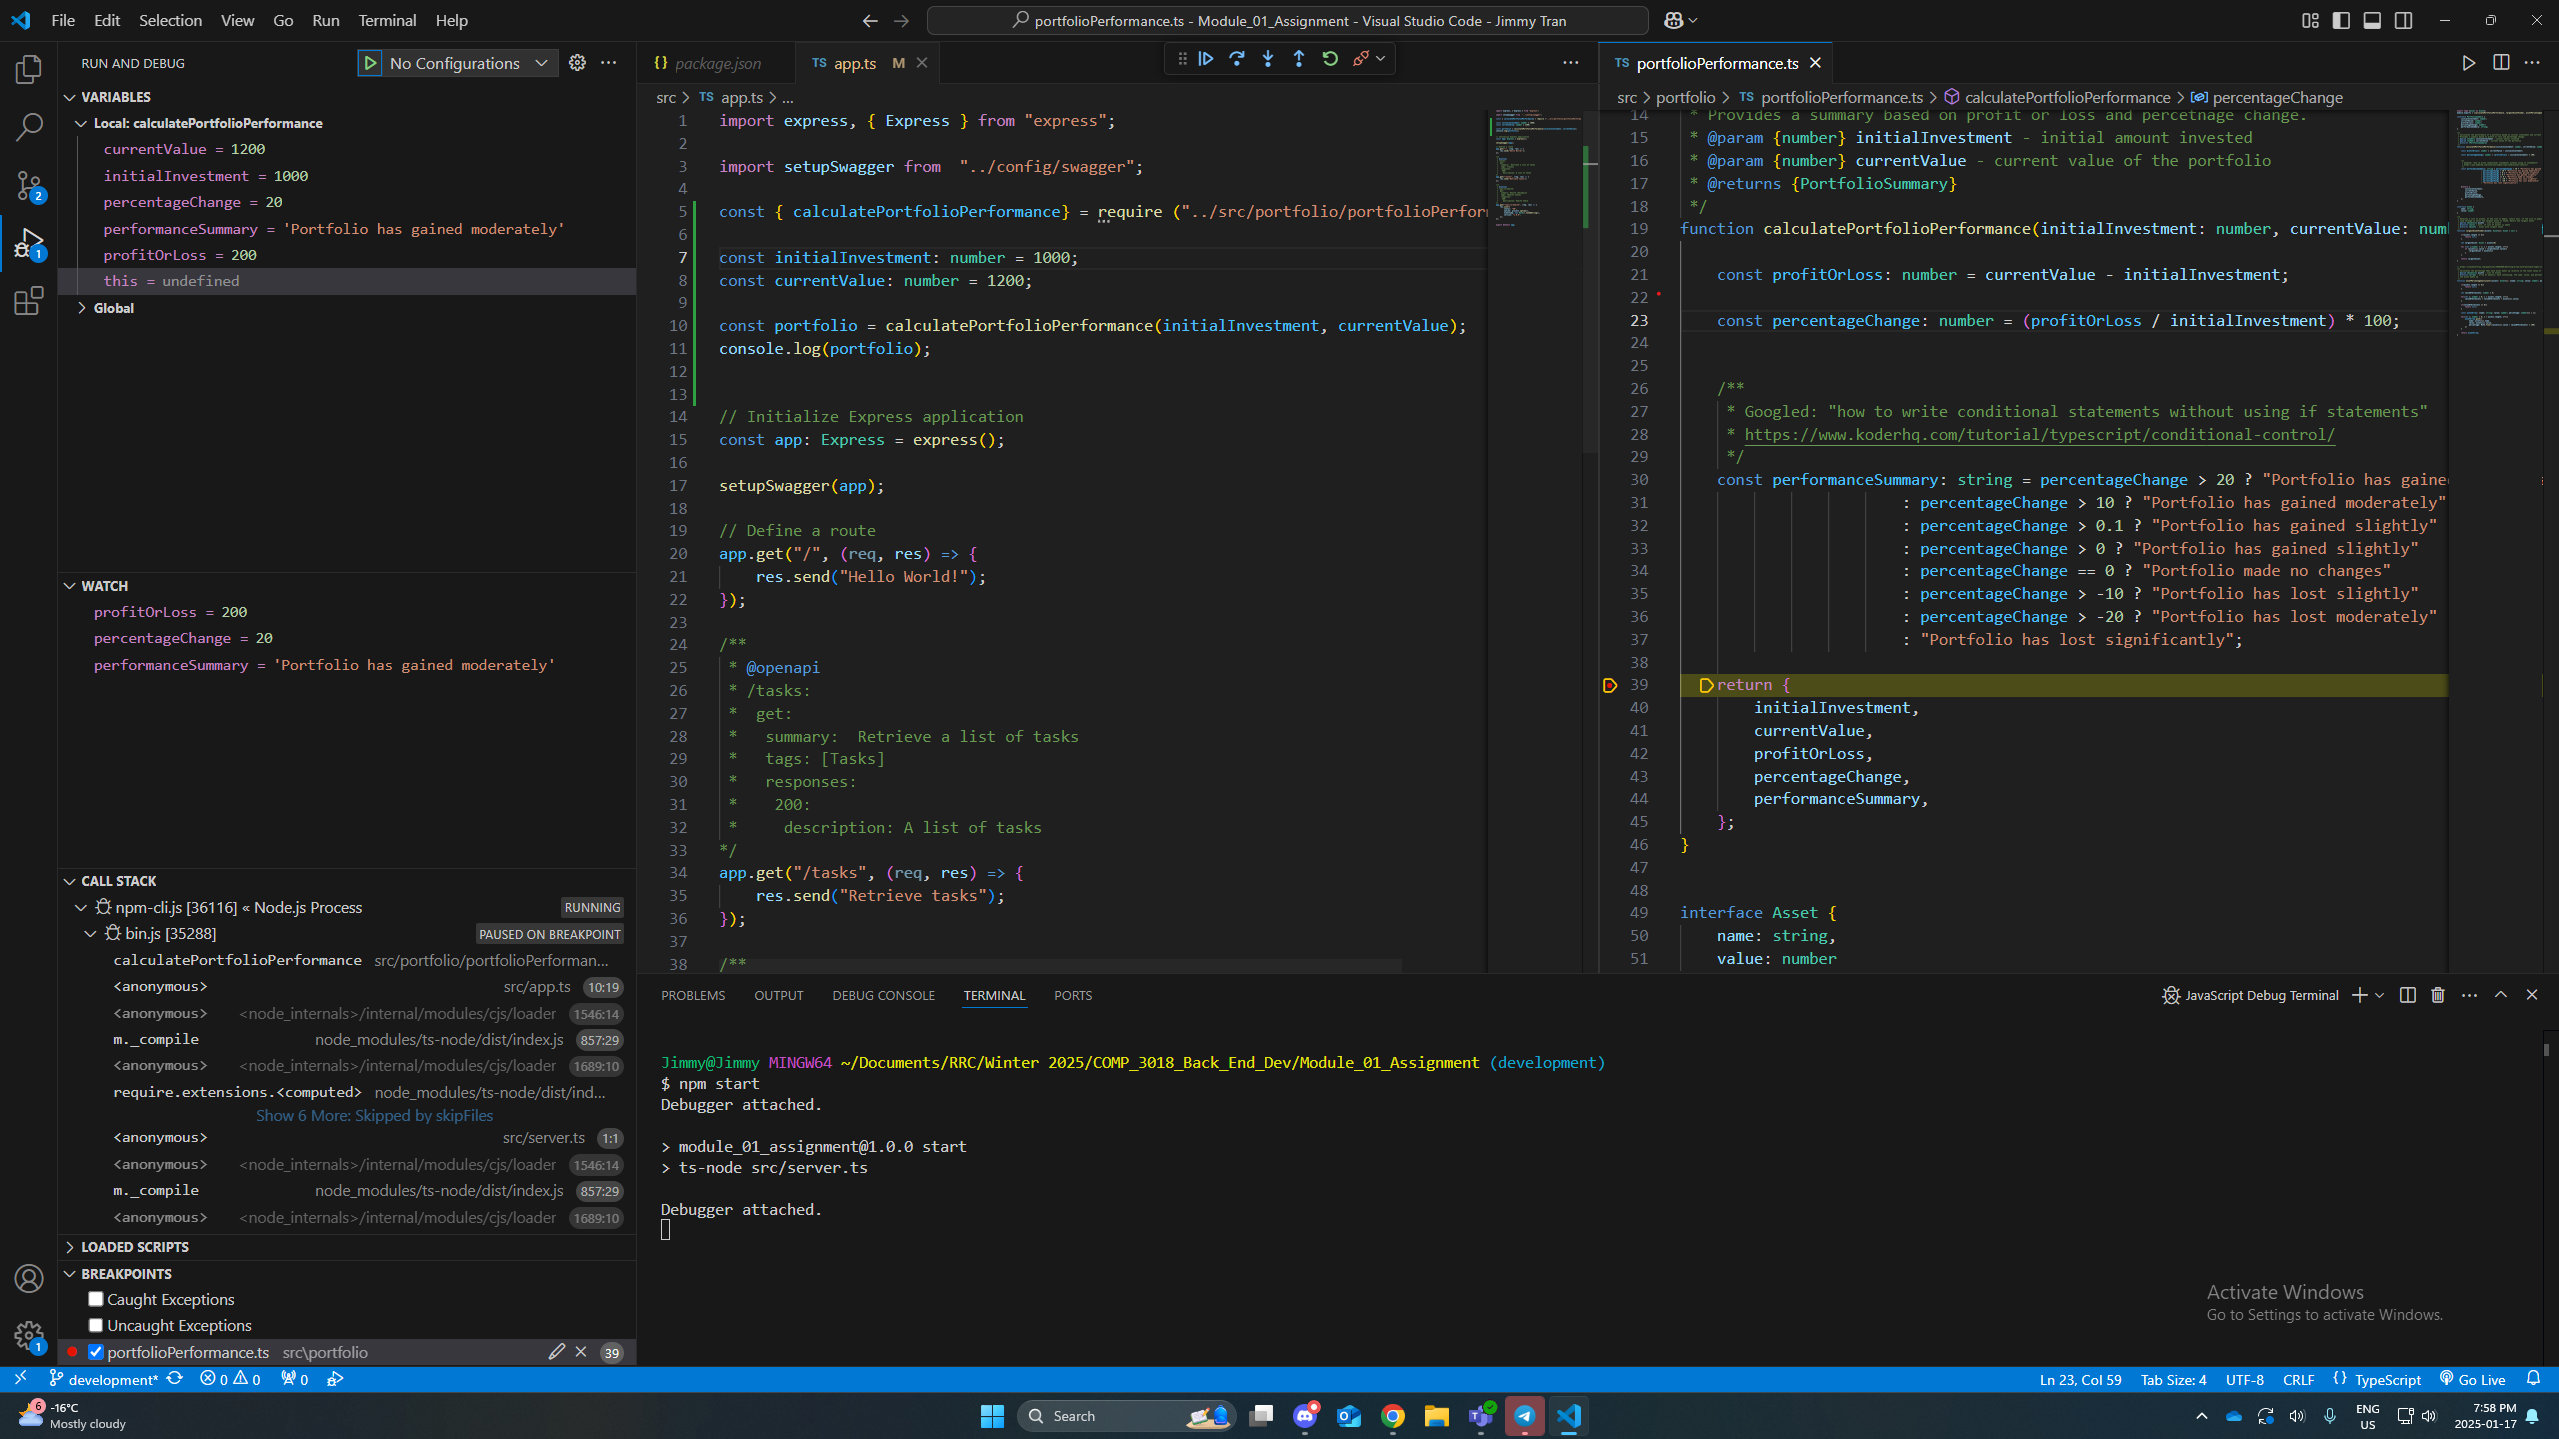 File Edit Selection View Go Run Terminal Help
portfolioPerformance.ts - Module_01_Assignment - Visual Studio Code - Jimmy Tran
RUN AND DEBUG
No Configurations
VARIABLES
Local: calculatePortfolioPerformance
currentValue = 1200
initialInvestment = 1000
percentageChange = 20
performanceSummary = 'Portfolio has gained moderately'
profitOrLoss = 200
this = undefined
Global
WATCH
profitOrLoss = 200
percentageChange = 20
performanceSummary = 'Portfolio has gained moderately'
CALL STACK
npm-cli.js [36116] « Node.js Process RUNNING
bin.js [35288] PAUSED ON BREAKPOINT
calculatePortfolioPerformance src/portfolio/portfolioPerforman...
<anonymous> src/app.ts 10:19
<anonymous> <node_internals>/internal/modules/cjs/loader 1546:14
m._compile node_modules/ts-node/dist/index.js 857:29
<anonymous> <node_internals>/internal/modules/cjs/loader 1689:10
require.extensions.<computed> node_modules/ts-node/dist/ind...
Show 6 More: Skipped by skipFiles
<anonymous> src/server.ts 1:1
<anonymous> <node_internals>/internal/modules/cjs/loader 1546:14
m._compile node_modules/ts-node/dist/index.js 857:29
<anonymous> <node_internals>/internal/modules/cjs/loader 1689:10
LOADED SCRIPTS
BREAKPOINTS
Caught Exceptions
Uncaught Exceptions
portfolioPerformance.ts src\portfolio 39
package.json
TS app.ts M
src > TS app.ts > ...
1 import express, { Express } from "express";
2
3 import setupSwagger from  "../config/swagger";
4
5 const { calculatePortfolioPerformance} = require ("../src/portfolio/portfolioPerfor
6
7 const initialInvestment: number = 1000;
8 const currentValue: number = 1200;
9
10 const portfolio = calculatePortfolioPerformance(initialInvestment, currentValue);
11 console.log(portfolio);
12
13
14 // Initialize Express application
15 const app: Express = express();
16
17 setupSwagger(app);
18
19 // Define a route
20 app.get("/", (req, res) => {
21     res.send("Hello World!");
22 });
23
24 /**
25  * @openapi
26  * /tasks:
27  *  get:
28  *   summary:  Retrieve a list of tasks
29  *   tags: [Tasks]
30  *   responses:
31  *    200:
32  *     description: A list of tasks
33 */
34 app.get("/tasks", (req, res) => {
35     res.send("Retrieve tasks");
36 });
37
38 /**
TS portfolioPerformance.ts
src > portfolio > TS portfolioPerformance.ts > calculatePortfolioPerformance > percentageChange
14  * Provides a summary based on profit or loss and percetnage change.
15  * @param {number} initialInvestment - initial amount invested
16  * @param {number} currentValue - current value of the portfolio
17  * @returns {PortfolioSummary}
18  */
19 function calculatePortfolioPerformance(initialInvestment: number, currentValue: num
20
21     const profitOrLoss: number = currentValue - initialInvestment;
22
23     const percentageChange: number = (profitOrLoss / initialInvestment) * 100;
24
25
26     /**
27      * Googled: "how to write conditional statements without using if statements"
28      * https://www.koderhq.com/tutorial/typescript/conditional-control/
29      */
30     const performanceSummary: string = percentageChange > 20 ? "Portfolio has gained
31                         : percentageChange > 10 ? "Portfolio has gained moderately"
32                         : percentageChange > 0.1 ? "Portfolio has gained slightly"
33                         : percentageChange > 0 ? "Portfolio has gained slightly"
34                         : percentageChange == 0 ? "Portfolio made no changes"
35                         : percentageChange > -10 ? "Portfolio has lost slightly"
36                         : percentageChange > -20 ? "Portfolio has lost moderately"
37                         : "Portfolio has lost significantly";
38
39     return {
40         initialInvestment,
41         currentValue,
42         profitOrLoss,
43         percentageChange,
44         performanceSummary,
45     };
46 }
47
48
49 interface Asset {
50     name: string,
51     value: number
PROBLEMS OUTPUT DEBUG CONSOLE TERMINAL PORTS
JavaScript Debug Terminal
Jimmy@Jimmy MINGW64 ~/Documents/RRC/Winter 2025/COMP_3018_Back_End_Dev/Module_01_Assignment (development)
$ npm start
Debugger attached.
> module_01_assignment@1.0.0 start
> ts-node src/server.ts
Debugger attached.
Activate Windows
Go to Settings to activate Windows.
development* 0 0 0
Ln 23, Col 59 Tab Size: 4 UTF-8 CRLF {} TypeScript Go Live
6 -16°C
Mostly cloudy
Search
ENG
US
7:58 PM
2025-01-17
2
1
1